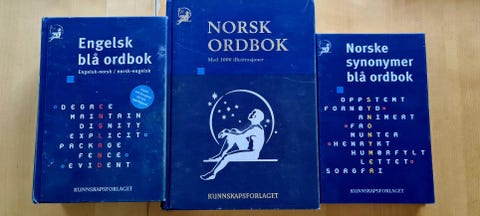 Engelsk
blå ordbok
Engelsk-norsk / norsk-engelsk
DEGREE
MAINTAIN
DIGNITY
EXPLICIT
PACKAGE
FENCE
EVIDENT
KUNNSKAPSFORLAGET
NORSK
ORDBOK
Med 1000 illustrasjoner
KUNNSKAPSFORLAGET
Norske
synonymer
blå ordbok
OPPSTEMT
FORNØYD
ANIMERT
FRO
MUNTER
HENRYKT
HUMØRFYLT
LETTET
SORGFRI
KUNNSKAPSFORLAGET